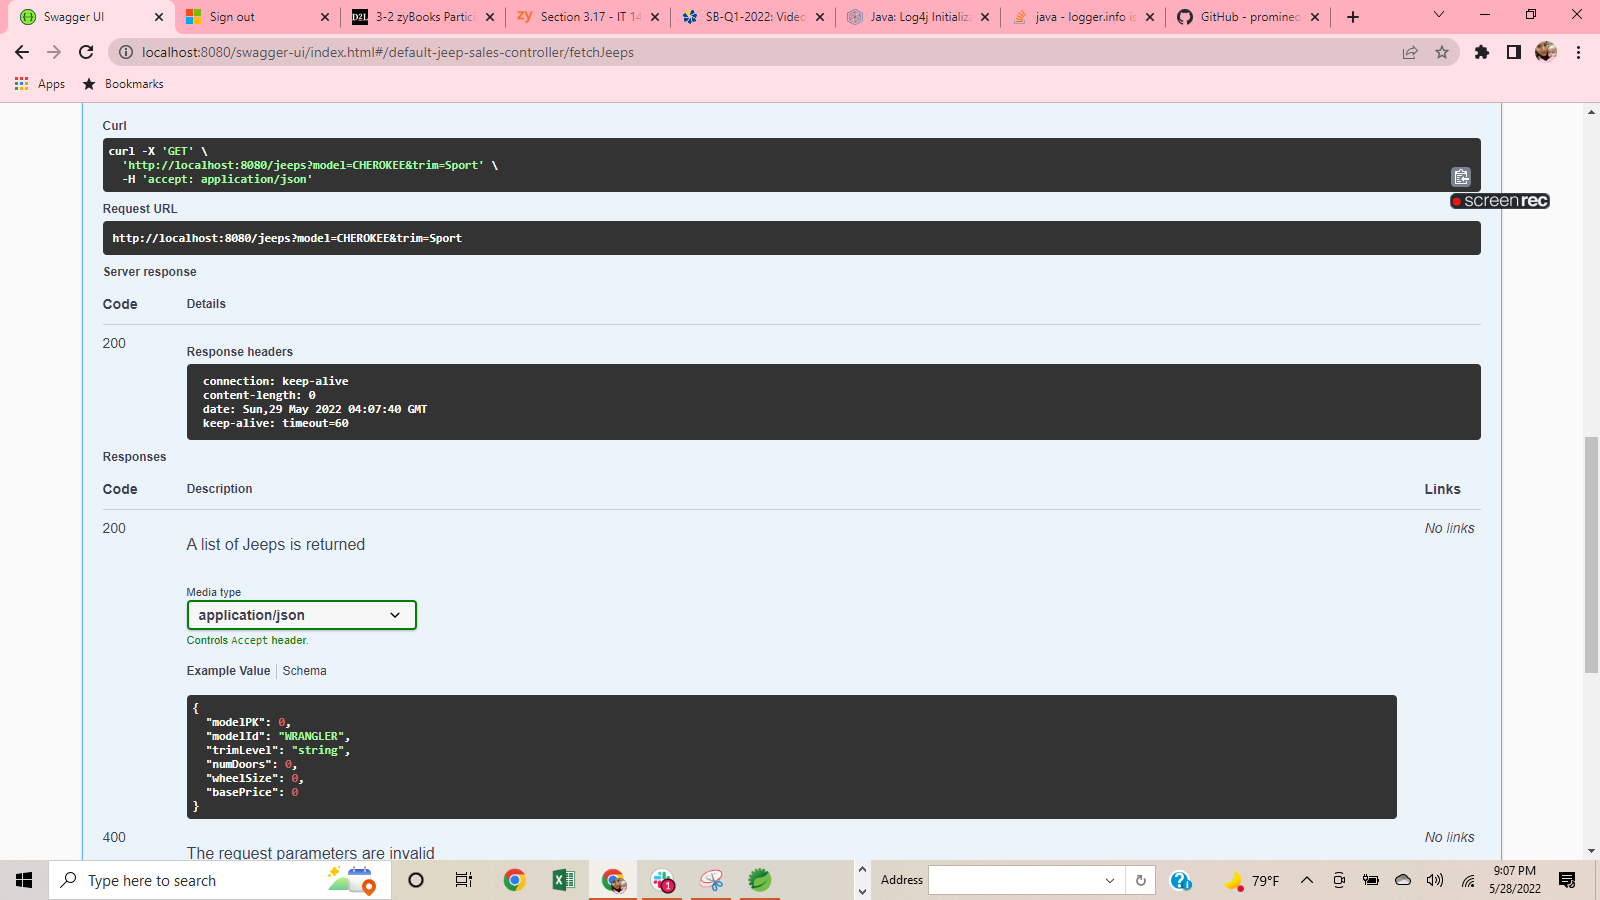 Swagger UI
Sign out
3-2 zyBooks Partic
Section 3.17 - IT 14
SB-Q1-2022: Video
Java: Log4j Initializ
java - logger.info is
GitHub - promineo
localhost:8080/swagger-ui/index.html#/default-jeep-sales-controller/fetchJeeps
Apps
Bookmarks
Curl
curl -X 'GET' \
'http://localhost:8080/jeeps?model=CHEROKEE&trim=Sport' \
-H 'accept: application/json'
screenrec
Request URL
http://localhost:8080/jeeps?model=CHEROKEE&trim=Sport
Server response
Code Details
200
Response headers
connection: keep-alive
content-length: 0
date: Sun,29 May 2022 04:07:40 GMT
keep-alive: timeout=60
Responses
Code Description Links
200 No links
A list of Jeeps is returned
Media type
application/json
Controls Accept header.
Example Value Schema
{
"modelPK": 0,
"modelId": "WRANGLER",
"trimLevel": "string",
"numDoors": 0,
"wheelSize": 0,
"basePrice": 0
}
400 No links
The request parameters are invalid
Type here to search
1
Address
79°F
9:07 PM
5/28/2022